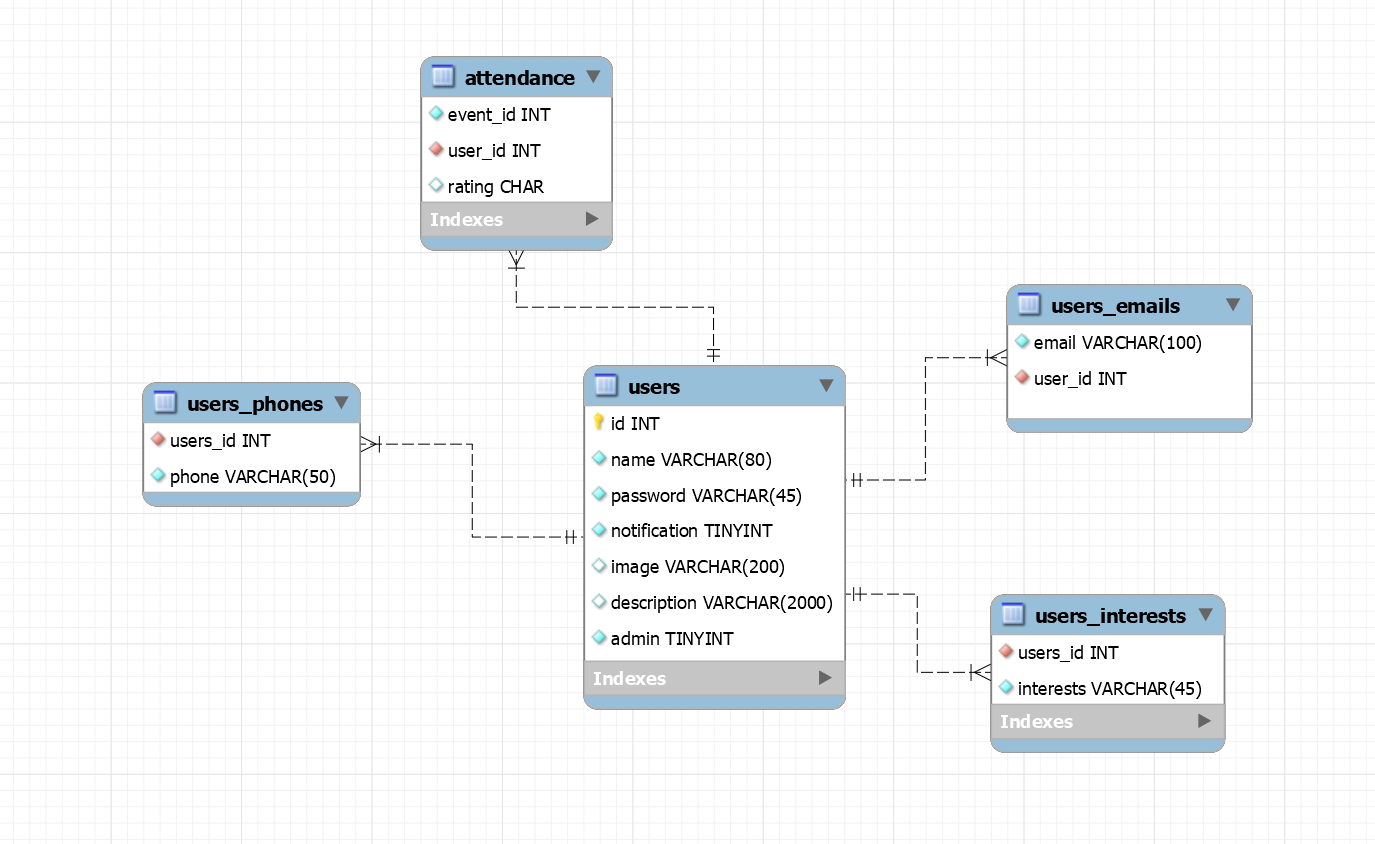 attendance
event_id INT
user_id INT
rating CHAR
Indexes
users_emails
email VARCHAR(100)
user_id INT
users_phones
users_id INT
phone VARCHAR(50)
users
id INT
name VARCHAR(80)
password VARCHAR(45)
notification TINYINT
image VARCHAR(200)
description VARCHAR(2000)
admin TINYINT
Indexes
users_interests
users_id INT
interests VARCHAR(45)
Indexes